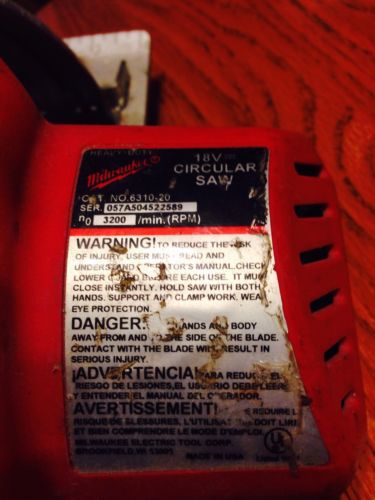 HEAVY-DUTY
Milwaukee
18V
CIRCULAR
SAW
CAT NO.6310-20
SER. 057A504522589
n0 3200 /min.(RPM)
WARNING! TO REDUCE THE RISK
OF INJURY, USER MUST READ AND
UNDERSTAND OPERATOR'S MANUAL.CHECK
LOWER GUARD BEFORE EACH USE. IT MUST
CLOSE INSTANTLY. HOLD SAW WITH BOTH
HANDS. SUPPORT AND CLAMP WORK. WEAR
EYE PROTECTION.
DANGER: HANDS AND BODY
AWAY FROM AND TO THE SIDE OR THE BLADE.
CONTACT WITH THE BLADE WILL RESULT IN
SERIOUS INJURY.
¡ADVERTENCIA! PARA REDUCIR EL
RIESGO DE LESIONES,EL USUARIO DEBE LEER
Y ENTENDER EL MANUAL DEL OPERADOR.
AVERTISSEMENT! REQUIRE L
RISQUE DE BLESSURES, L'UTILISATEUR DOIT LIRE
ET BIEN COMPRENDRE LE MODE D'EMPLOI.
MILWAUKEE ELECTRIC TOOL CORP.
BROOKFIELD, WI 53005 MADE IN USA
UL
Listed